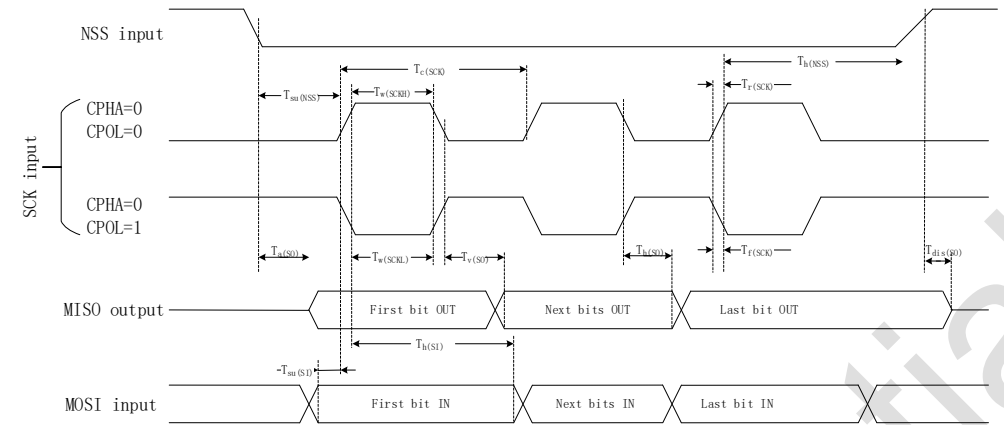 NSS input
Tc(SCK)
Th(NSS)
Tsu(NSS)
Tw(SCKH)
Tr(SCK)
SCK input
CPHA=0
CPOL=0
CPHA=0
CPOL=1
Ta(SO)
Tw(SCKL)
Tv(SO)
Th(SO)
Tf(SCK)
Tdis(SO)
MISO output
First bit OUT
Next bits OUT
Last bit OUT
Th(SI)
Tsu(SI)
MOSI input
First bit IN
Next bits IN
Last bit IN